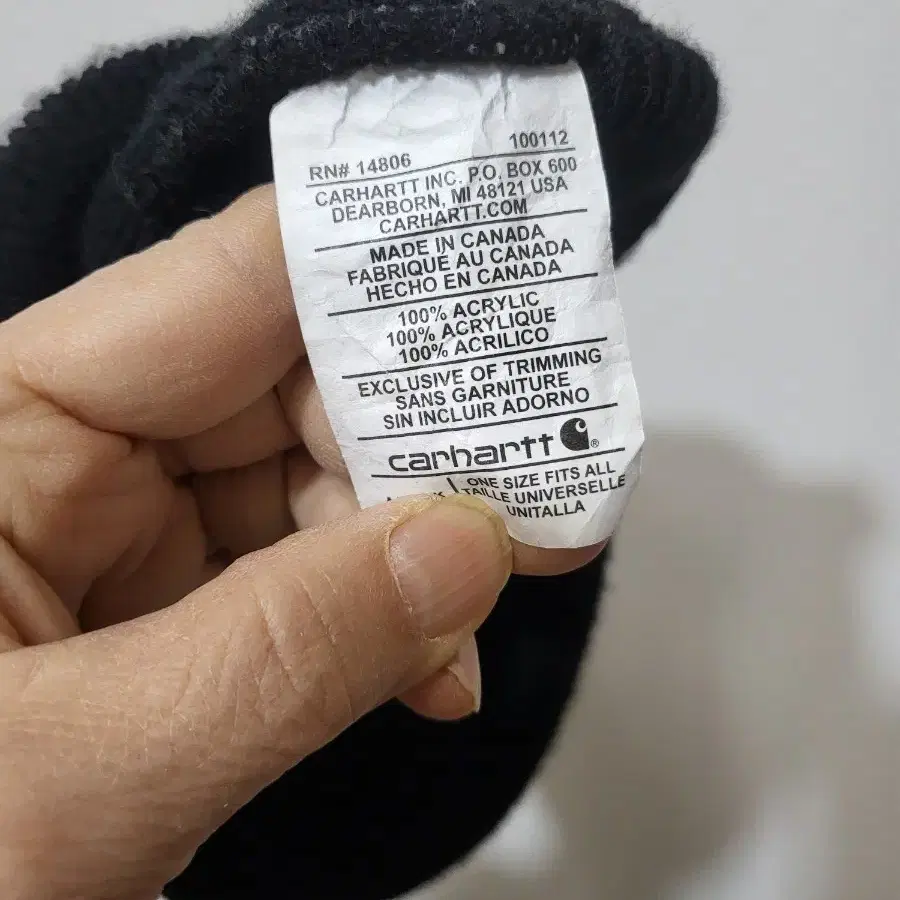 RN# 14806 100112
CARHARTT INC. P.O. BOX 600
DEARBORN, MI 48121 USA
CARHARTT.COM
MADE IN CANADA
FABRIQUE AU CANADA
HECHO EN CANADA
100% ACRYLIC
100% ACRYLIQUE
100% ACRILICO
EXCLUSIVE OF TRIMMING
SANS GARNITURE
SIN INCLUIR ADORNO
carhartt ®
ONE SIZE FITS ALL
TAILLE UNIVERSELLE
UNITALLA